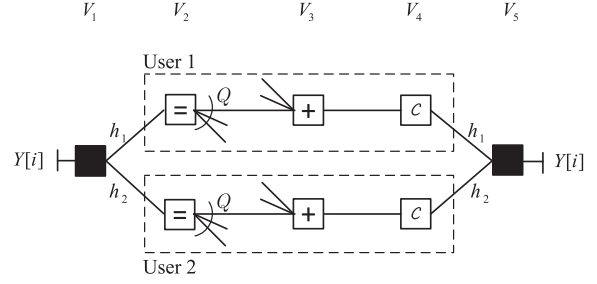 V₁ V₂ V₃ V₄ V₅
User 1
= Q + C
h₁ h₁
Y[i] Y[i]
h₂ h₂
= Q + C
User 2